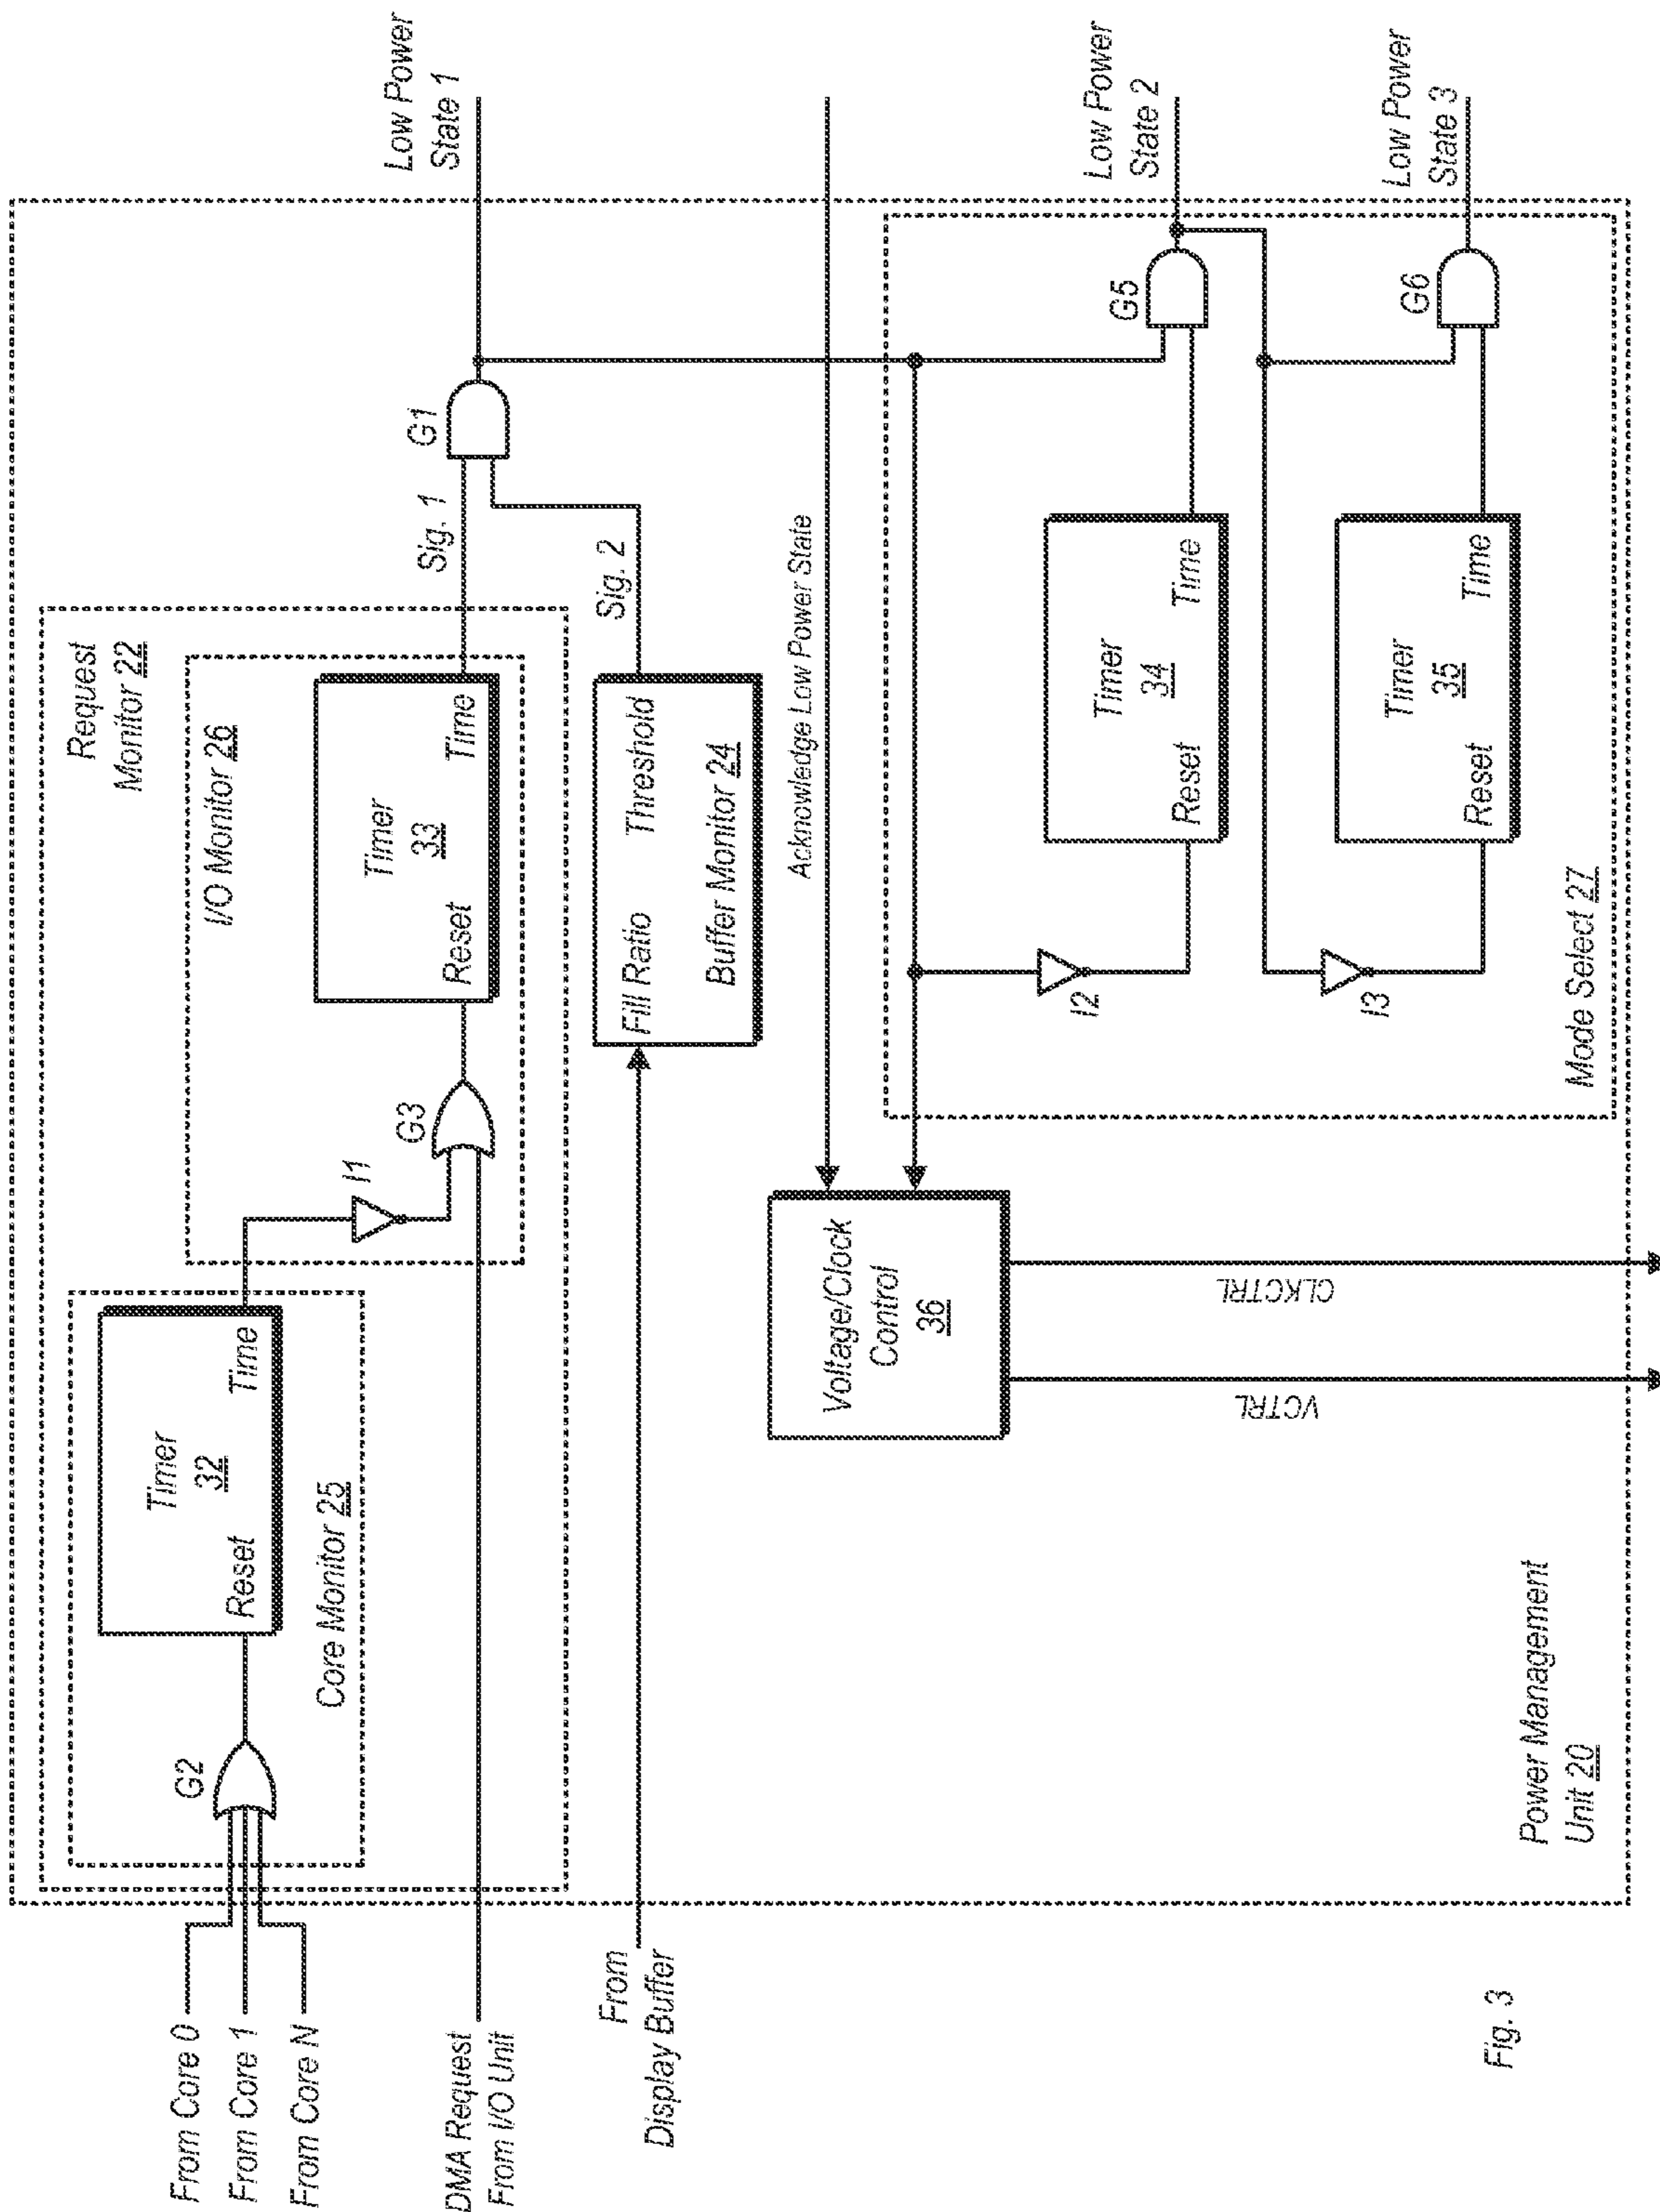 From Core 0
From Core 1
From Core N
DMA Request
From I/O Unit
From
Display Buffer
G2
Timer
32
Reset
Time
Core Monitor 25
Request
Monitor 22
I/O Monitor 26
I1
G3
Timer
33
Reset
Time
Sig. 1
G1
Low Power
State 1
Fill Ratio
Threshold
Buffer Monitor 24
Sig. 2
Acknowledge Low Power State
Voltage/Clock
Control
36
VCTRL
CLKCTRL
I2
Timer
34
Reset
Time
G5
Low Power
State 2
I3
Timer
35
Reset
Time
G6
Low Power
State 3
Mode Select 27
Power Management
Unit 20
Fig. 3